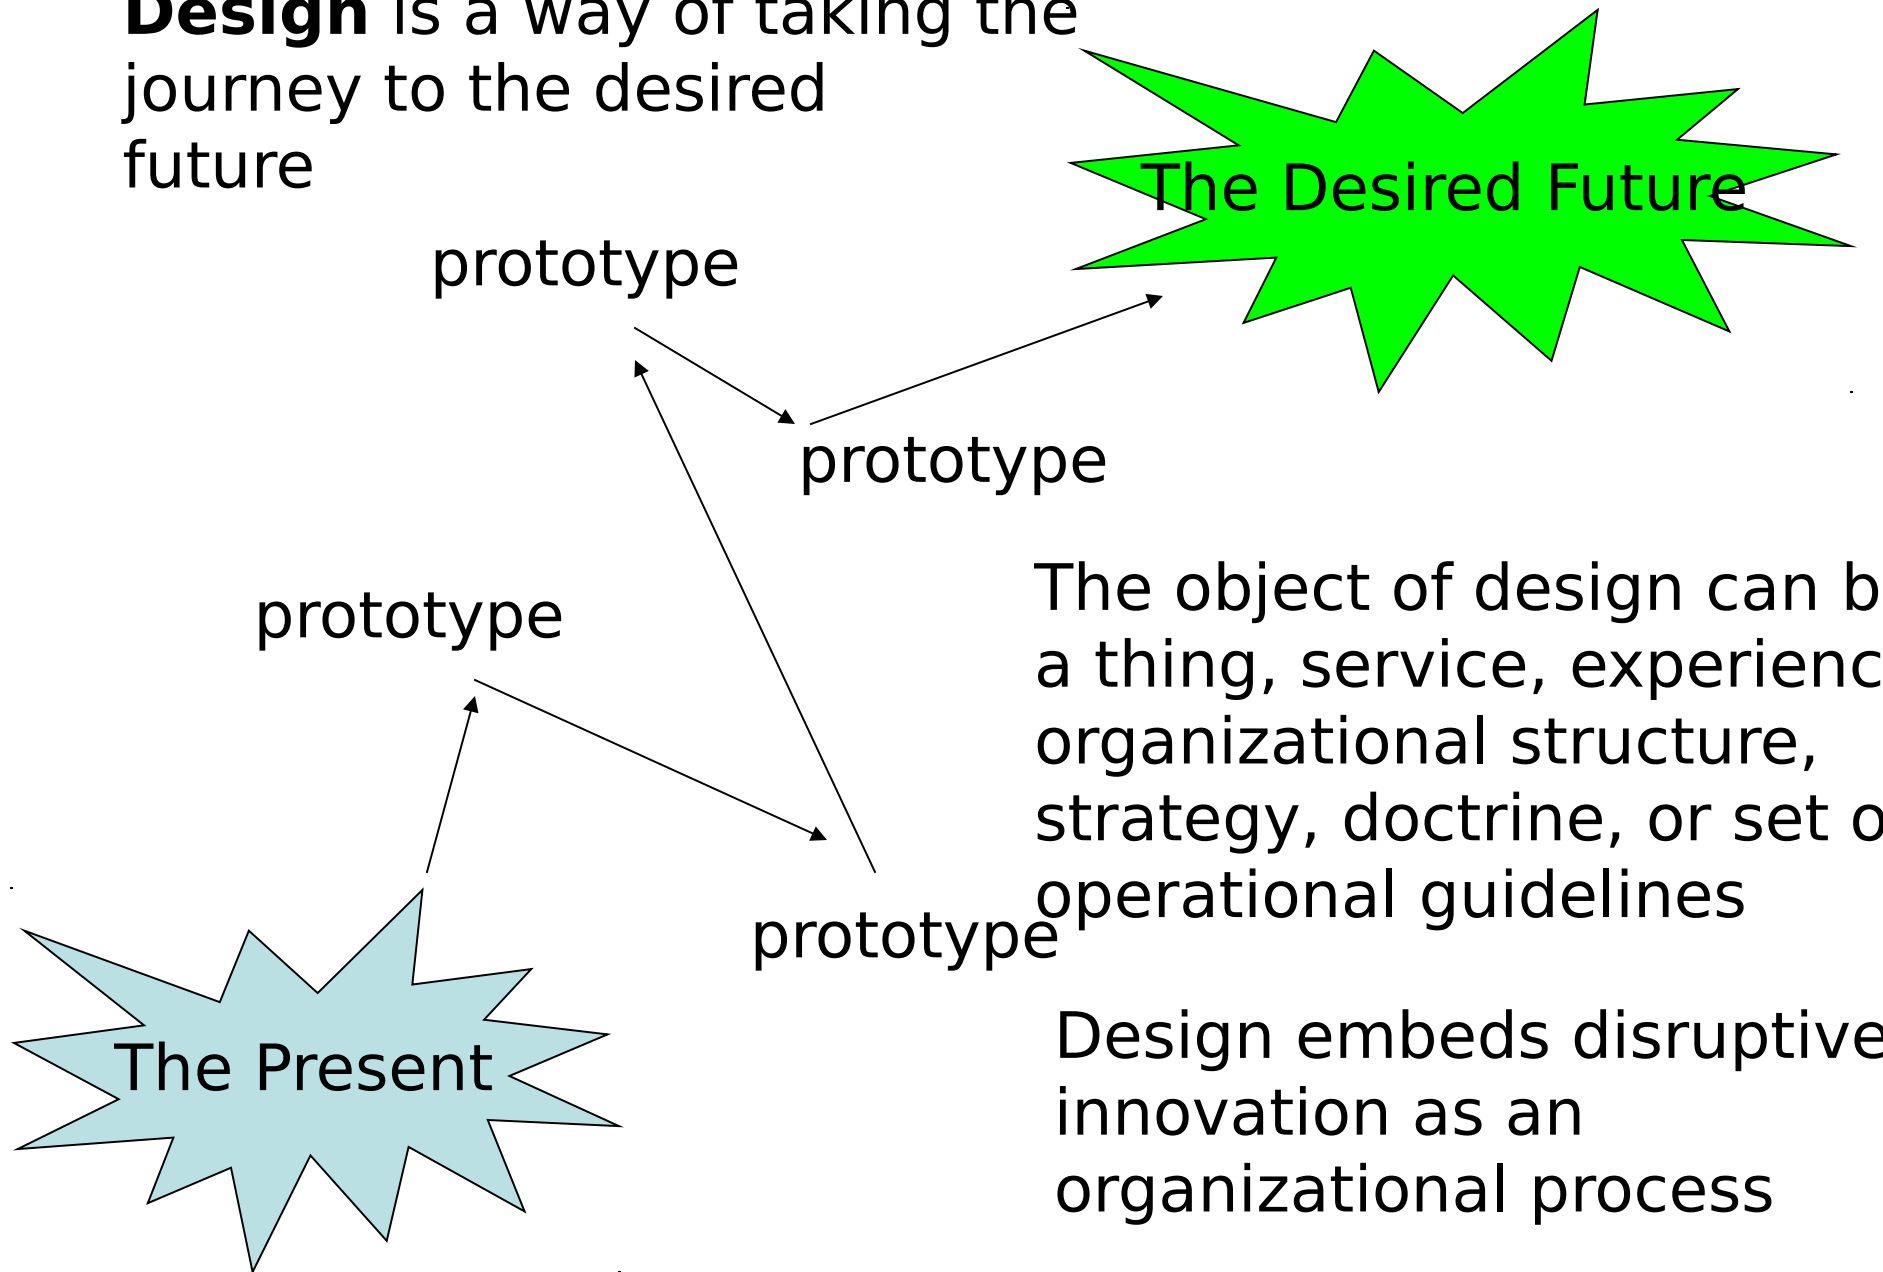 Design is a way of taking the
journey to the desired
future
The Desired Future
prototype
prototype
prototype
The object of design can b
a thing, service, experienc
organizational structure,
strategy, doctrine, or set o
operational guidelines
prototype
Design embeds disruptive
innovation as an
organizational process
The Present